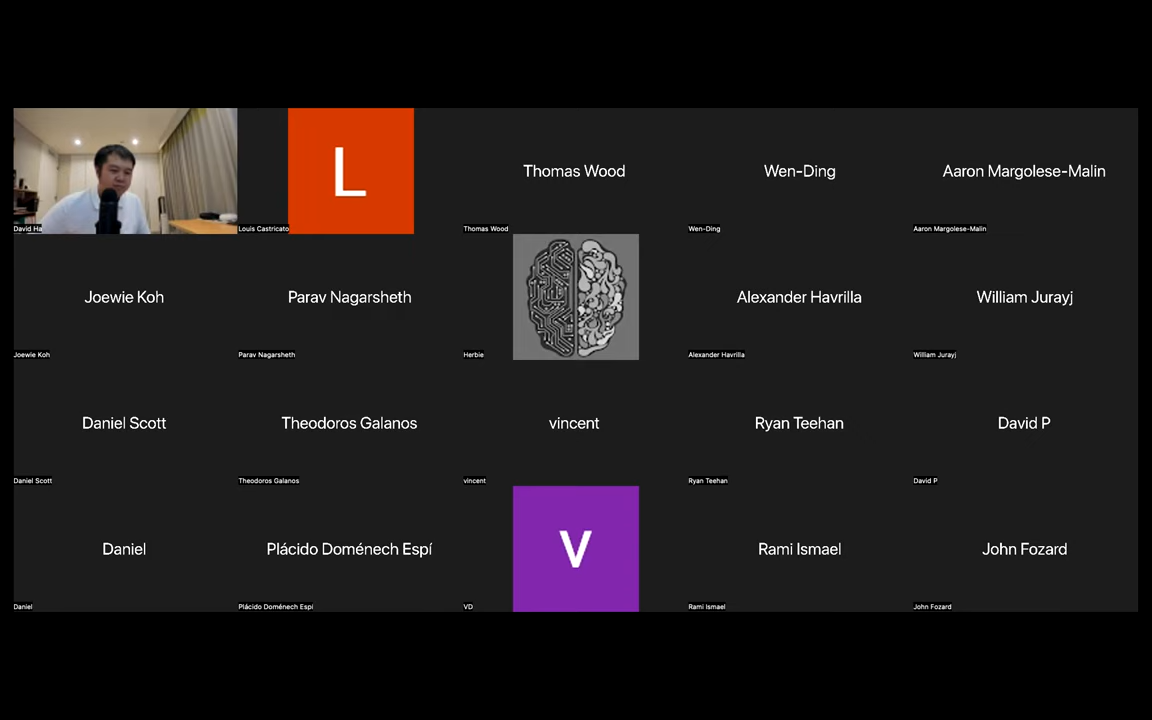 L
Thomas Wood
Wen-Ding
Aaron Margolese-Malin
David Ha
Louis Castricato
Thomas Wood
Wen-Ding
Aaron Margolese-Malin
Joewie Koh
Parav Nagarsheth
Alexander Havrilla
William Jurayj
Joewie Koh
Parav Nagarsheth
Herbie
Alexander Havrilla
William Jurayj
Daniel Scott
Theodoros Galanos
vincent
Ryan Teehan
David P
Daniel Scott
Theodoros Galanos
vincent
Ryan Teehan
David P
Daniel
Plácido Doménech Espí
V
Rami Ismael
John Fozard
Daniel
Plácido Doménech Espí
VD
Rami Ismael
John Fozard